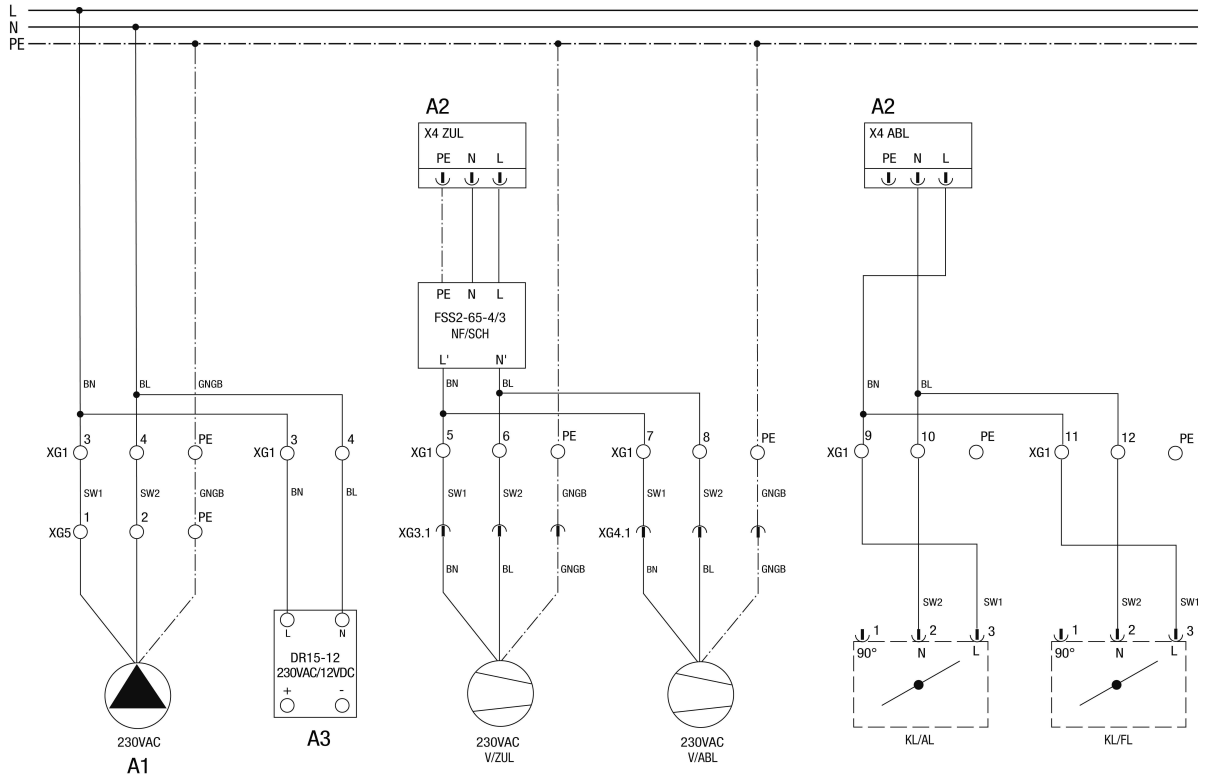 L
N
PE
A2
A2
X4 ZUL
X4 ABL
PE N L
PE N L
PE N L
FSS2-65-4/3
NF/SCH
L' N'
BN BL GNGB BN BL BN BL
3 4 PE 3 4 5 6 PE 7 8 PE 9 10 PE 11 12 PE
XG1 XG1 XG1 XG1 XG1 XG1
SW1 SW2 GNGB BN BL SW1 SW2 GNGB SW1 SW2 GNGB
1 2 PE
XG5 XG3.1 XG4.1
BN BL GNGB BN BL GNGB
SW2 SW1 SW2 SW1
L N
1 2 3 1 2 3
90° N L 90° N L
DR15-12
230VAC/12VDC
+ -
230VAC
A1
A3
230VAC
V/ZUL
230VAC
V/ABL
KL/AL
KL/FL